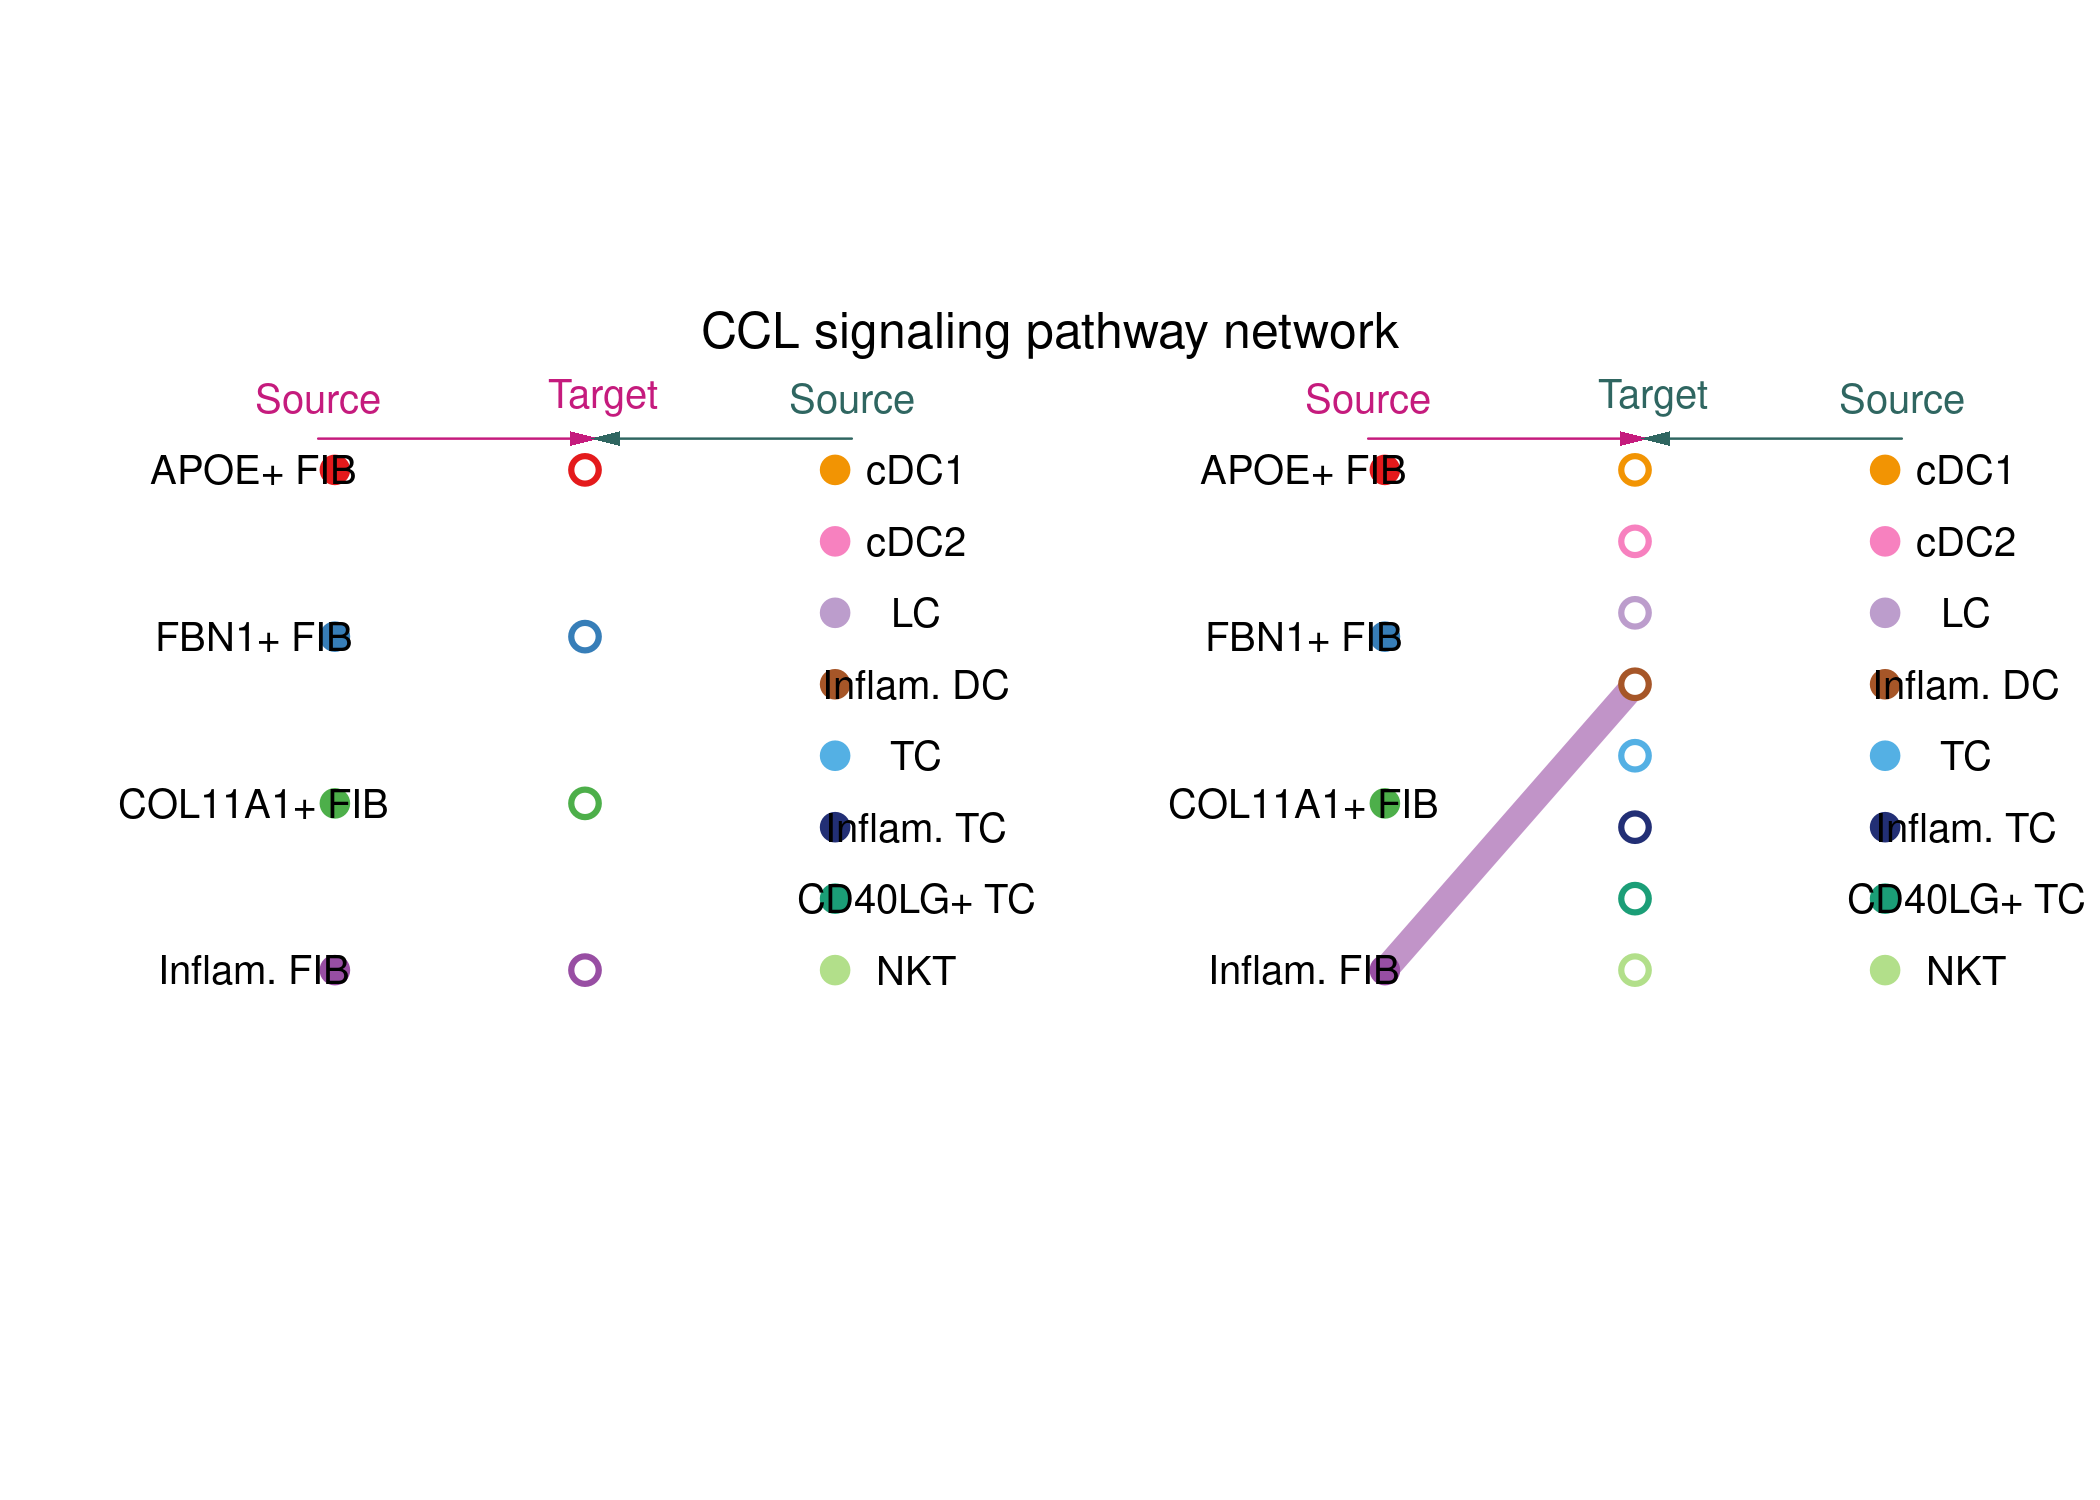 CCL signaling pathway network
Source Target Source
APOE+ FIB
FBN1+ FIB
COL11A1+ FIB
Inflam. FIB
cDC1
cDC2
LC
Inflam. DC
TC
Inflam. TC
CD40LG+ TC
NKT
Source Target Source
APOE+ FIB
FBN1+ FIB
COL11A1+ FIB
Inflam. FIB
cDC1
cDC2
LC
Inflam. DC
TC
Inflam. TC
CD40LG+ TC
NKT